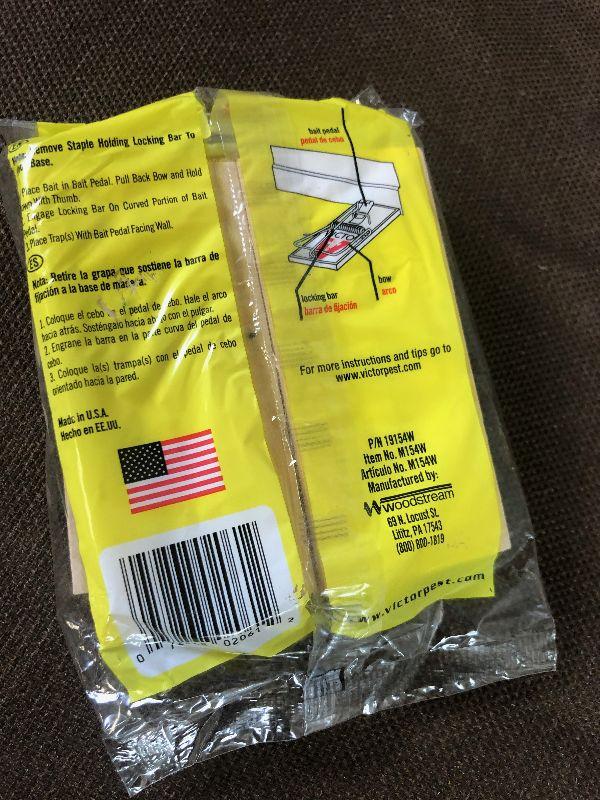 Remove Staple Holding Locking Bar To
Base.
Place Bait in Bait Pedal. Pull Back Bow and Hold
With Thumb.
Engage Locking Bar On Curved Portion of Bait
Place Trap(s) With Bait Pedal Facing Wall.
ES
Nota: Retire la grapa que sostiene la barra de
fijación a la base de madera.
1. Coloque el cebo en el pedal de cebo. Hale el arco
hacia atrás. Sosténgalo hacia abajo con el pulgar.
2. Engrane la barra en la parte curva del pedal de
cebo.
3. Coloque la(s) trampa(s) con el pedal de cebo
orientado hacia la pared.
Made in U.S.A.
Hecho en EE.UU.
0 02061 2
bait pedal
pedal de cebo
locking bar
barra de fijación
bow
arco
For more instructions and tips go to
www.victorpest.com
P/N 19154W
Item No. M154W
Artículo No. M154W
Manufactured by:
Woodstream
69 N. Locust St.
Lititz, PA 17543
(800) 800-1819
www.victorpest.com